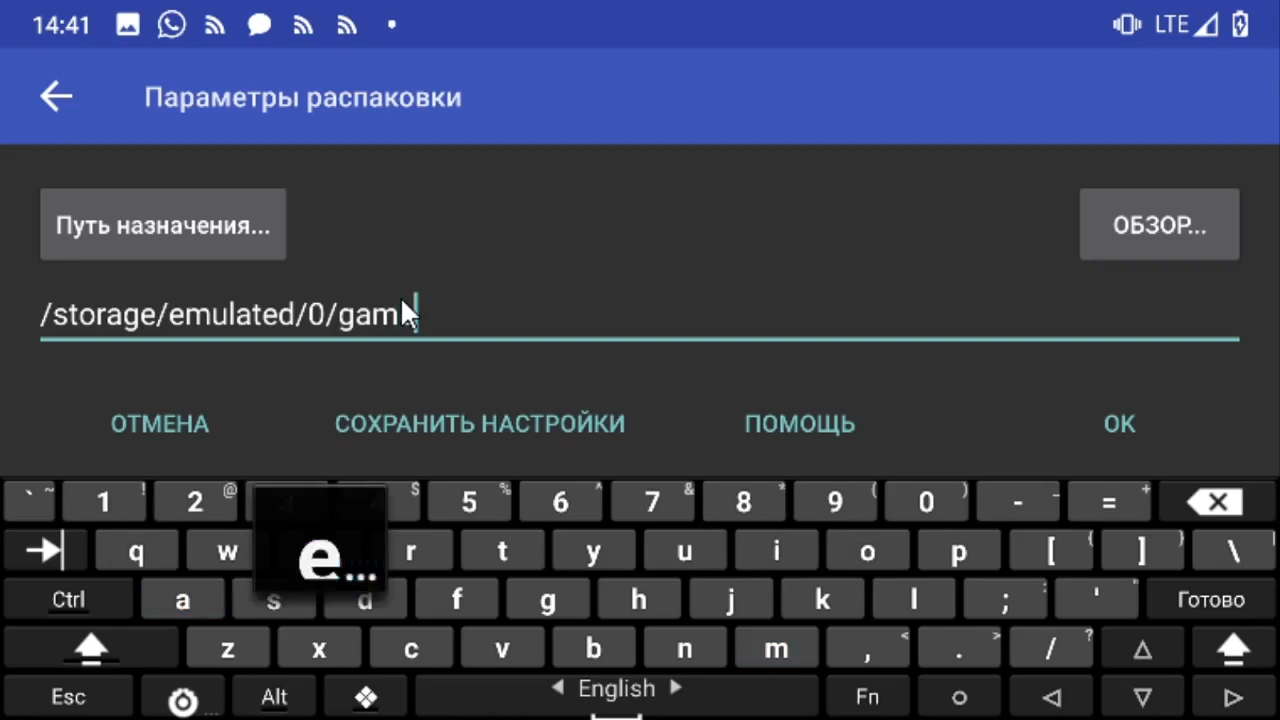 14:41 LTE
Параметры распаковки
Путь назначения... ОБЗОР...
/storage/emulated/0/gam
ОТМЕНА СОХРАНИТЬ НАСТРОЙКИ ПОМОЩЬ OK
` ~ 1 ! 2 @ $ 5 % 6 ^ 7 & 8 * 9 ( 0 ) - _ = +
q w e... r t y u i o p [ { ] } \ |
Ctrl a s d f g h j k l ; : ' " Готово
z x c v b n m , < . > / ?
Esc ... Alt English Fn